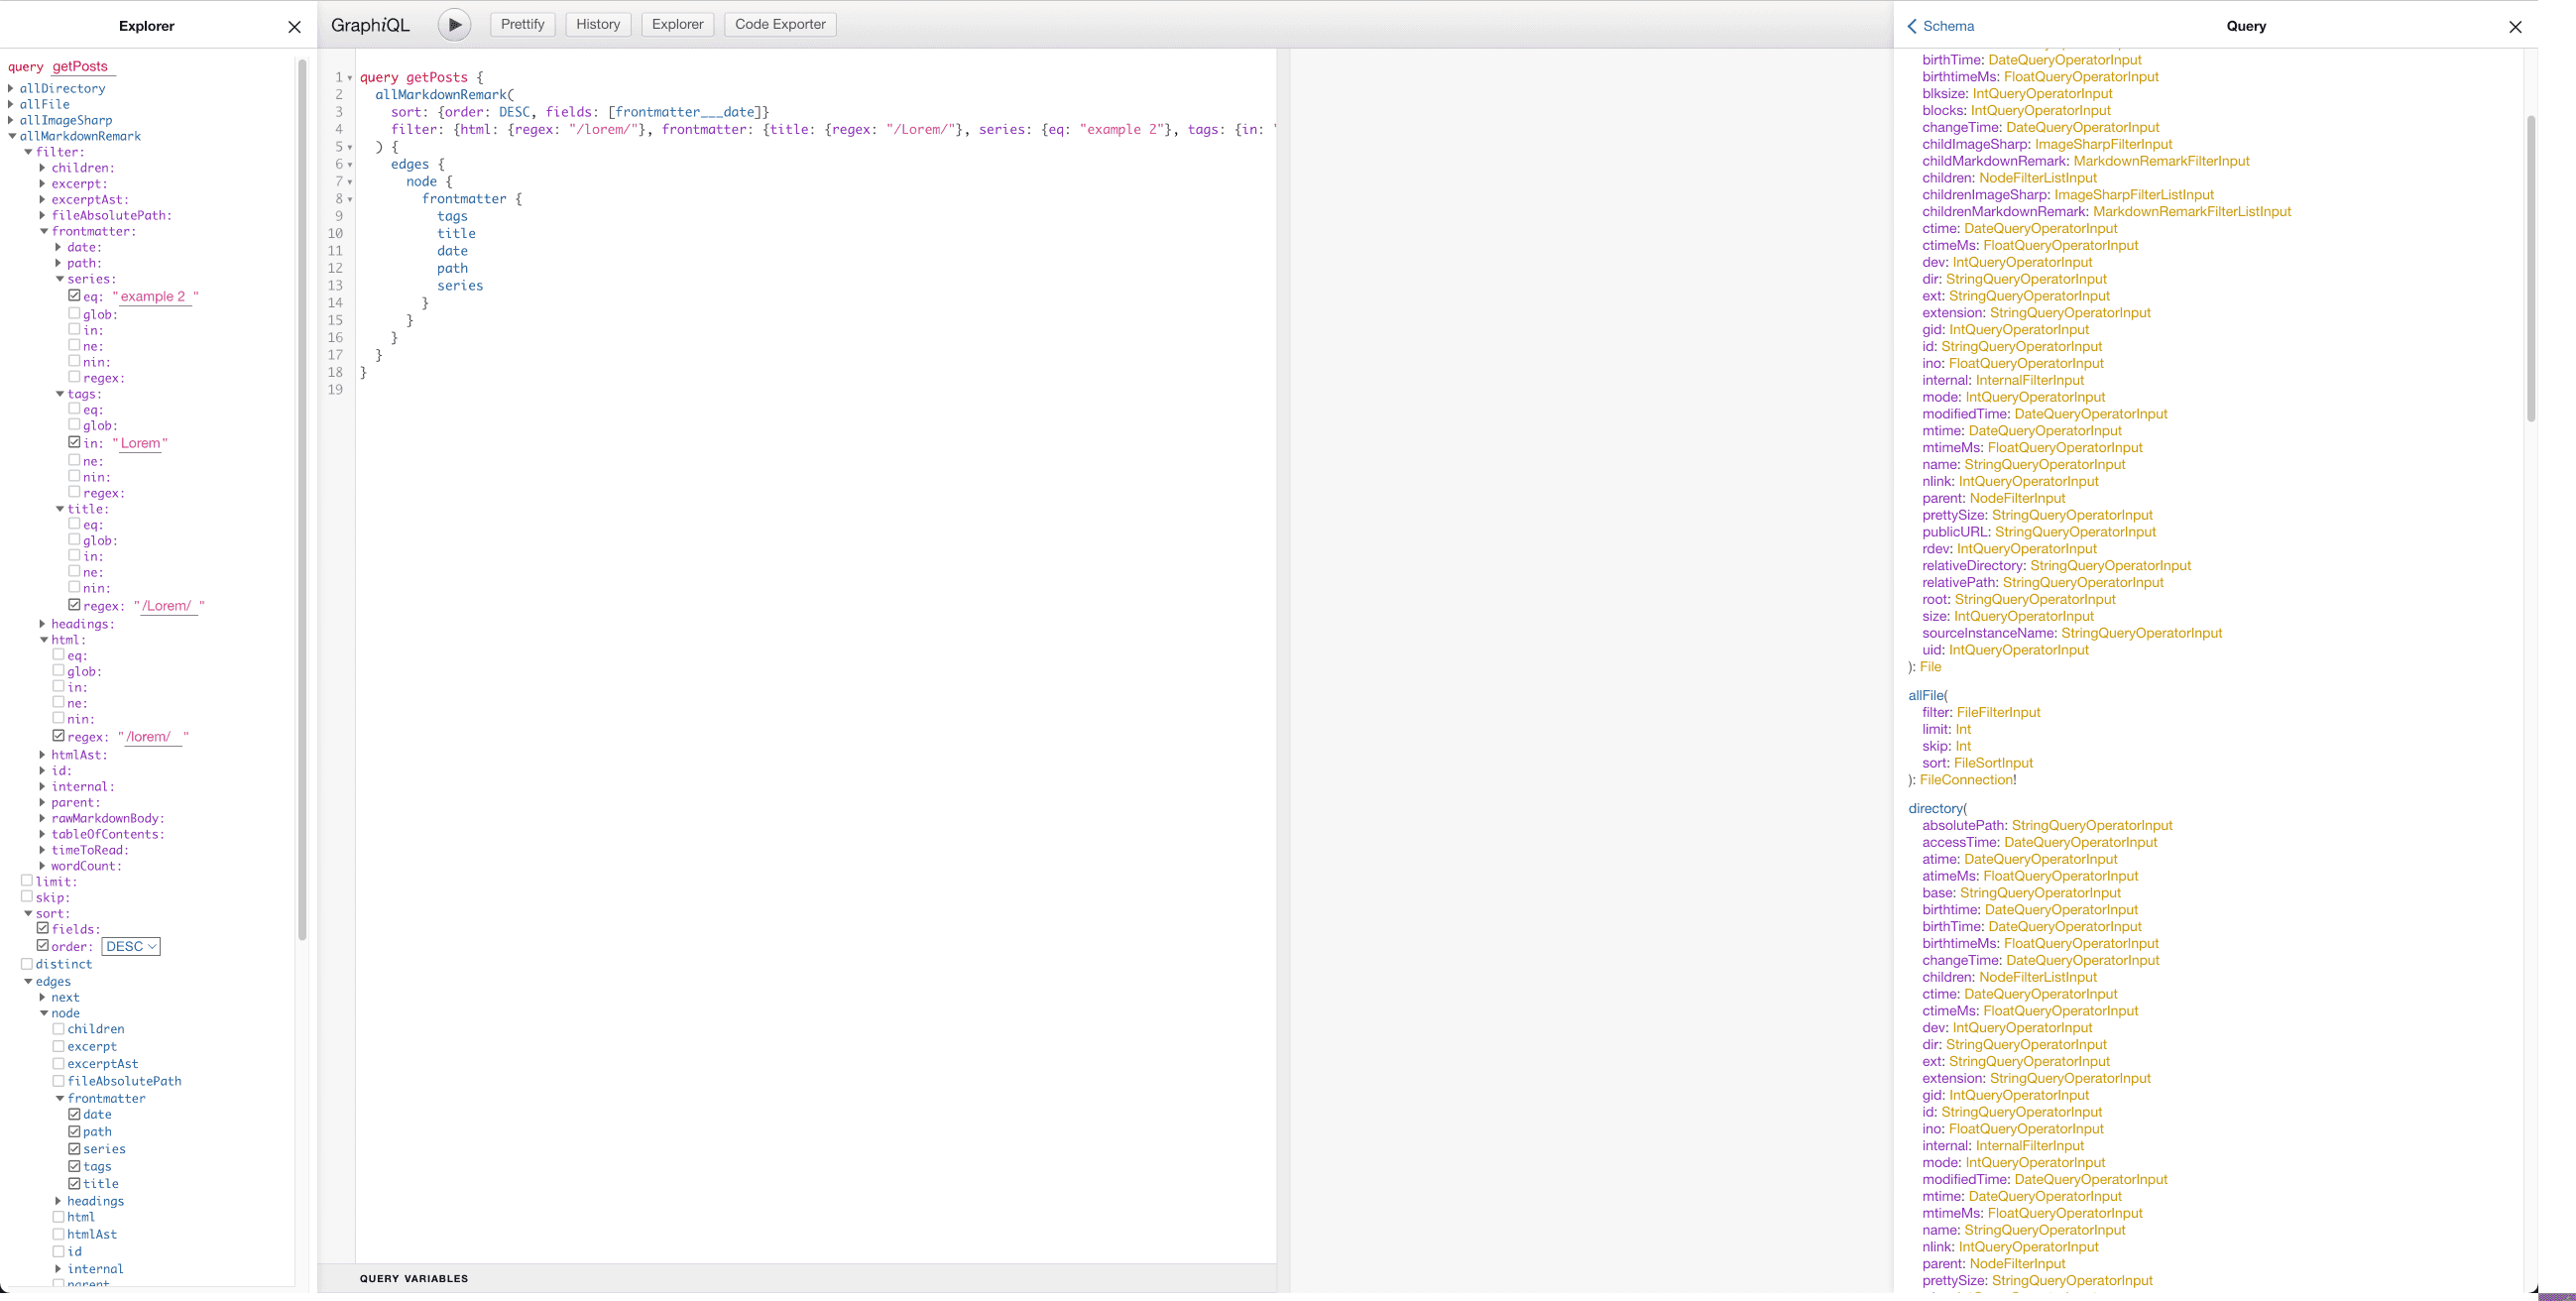 Explorer
query getPosts
allDirectory
allFile
allImageSharp
allMarkdownRemark
filter:
children:
excerpt:
excerptAst:
fileAbsolutePath:
frontmatter:
date:
path:
series:
eq: "example 2 "
glob:
in:
ne:
nin:
regex:
tags:
eq:
glob:
in: "Lorem"
ne:
nin:
regex:
title:
eq:
glob:
in:
ne:
nin:
regex: "/Lorem/ "
headings:
html:
eq:
glob:
in:
ne:
nin:
regex: "/lorem/ "
htmlAst:
id:
internal:
parent:
rawMarkdownBody:
tableOfContents:
timeToRead:
wordCount:
limit:
skip:
sort:
fields:
order: DESC
distinct
edges
next
node
children
excerpt
excerptAst
fileAbsolutePath
frontmatter
date
path
series
tags
title
headings
html
htmlAst
id
internal
parent
GraphiQL
Prettify
History
Explorer
Code Exporter
1 query getPosts {
2 allMarkdownRemark(
3 sort: {order: DESC, fields: [frontmatter___date]}
4 filter: {html: {regex: "/lorem/"}, frontmatter: {title: {regex: "/Lorem/"}, series: {eq: "example 2"}, tags: {in: "
5 ) {
6 edges {
7 node {
8 frontmatter {
9 tags
10 title
11 date
12 path
13 series
14 }
15 }
16 }
17 }
18 }
19
QUERY VARIABLES
Schema
Query
birthTime: DateQueryOperatorInput
birthtimeMs: FloatQueryOperatorInput
blksize: IntQueryOperatorInput
blocks: IntQueryOperatorInput
changeTime: DateQueryOperatorInput
childImageSharp: ImageSharpFilterInput
childMarkdownRemark: MarkdownRemarkFilterInput
children: NodeFilterListInput
childrenImageSharp: ImageSharpFilterListInput
childrenMarkdownRemark: MarkdownRemarkFilterListInput
ctime: DateQueryOperatorInput
ctimeMs: FloatQueryOperatorInput
dev: IntQueryOperatorInput
dir: StringQueryOperatorInput
ext: StringQueryOperatorInput
extension: StringQueryOperatorInput
gid: IntQueryOperatorInput
id: StringQueryOperatorInput
ino: FloatQueryOperatorInput
internal: InternalFilterInput
mode: IntQueryOperatorInput
modifiedTime: DateQueryOperatorInput
mtime: DateQueryOperatorInput
mtimeMs: FloatQueryOperatorInput
name: StringQueryOperatorInput
nlink: IntQueryOperatorInput
parent: NodeFilterInput
prettySize: StringQueryOperatorInput
publicURL: StringQueryOperatorInput
rdev: IntQueryOperatorInput
relativeDirectory: StringQueryOperatorInput
relativePath: StringQueryOperatorInput
root: StringQueryOperatorInput
size: IntQueryOperatorInput
sourceInstanceName: StringQueryOperatorInput
uid: IntQueryOperatorInput
): File
allFile(
filter: FileFilterInput
limit: Int
skip: Int
sort: FileSortInput
): FileConnection!
directory(
absolutePath: StringQueryOperatorInput
accessTime: DateQueryOperatorInput
atime: DateQueryOperatorInput
atimeMs: FloatQueryOperatorInput
base: StringQueryOperatorInput
birthtime: DateQueryOperatorInput
birthTime: DateQueryOperatorInput
birthtimeMs: FloatQueryOperatorInput
changeTime: DateQueryOperatorInput
children: NodeFilterListInput
ctime: DateQueryOperatorInput
ctimeMs: FloatQueryOperatorInput
dev: IntQueryOperatorInput
dir: StringQueryOperatorInput
ext: StringQueryOperatorInput
extension: StringQueryOperatorInput
gid: IntQueryOperatorInput
id: StringQueryOperatorInput
ino: FloatQueryOperatorInput
internal: InternalFilterInput
mode: IntQueryOperatorInput
modifiedTime: DateQueryOperatorInput
mtime: DateQueryOperatorInput
mtimeMs: FloatQueryOperatorInput
name: StringQueryOperatorInput
nlink: IntQueryOperatorInput
parent: NodeFilterInput
prettySize: StringQueryOperatorInput